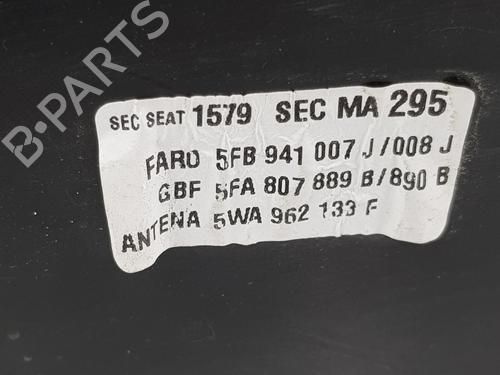 B-PARTS
SEC SEAT 1579 SEC MA 295
FARO 5FB 941 007 J/008 J
GBF 5FA 807 889 B/890 B
ANTENA 5WA 962 133 F